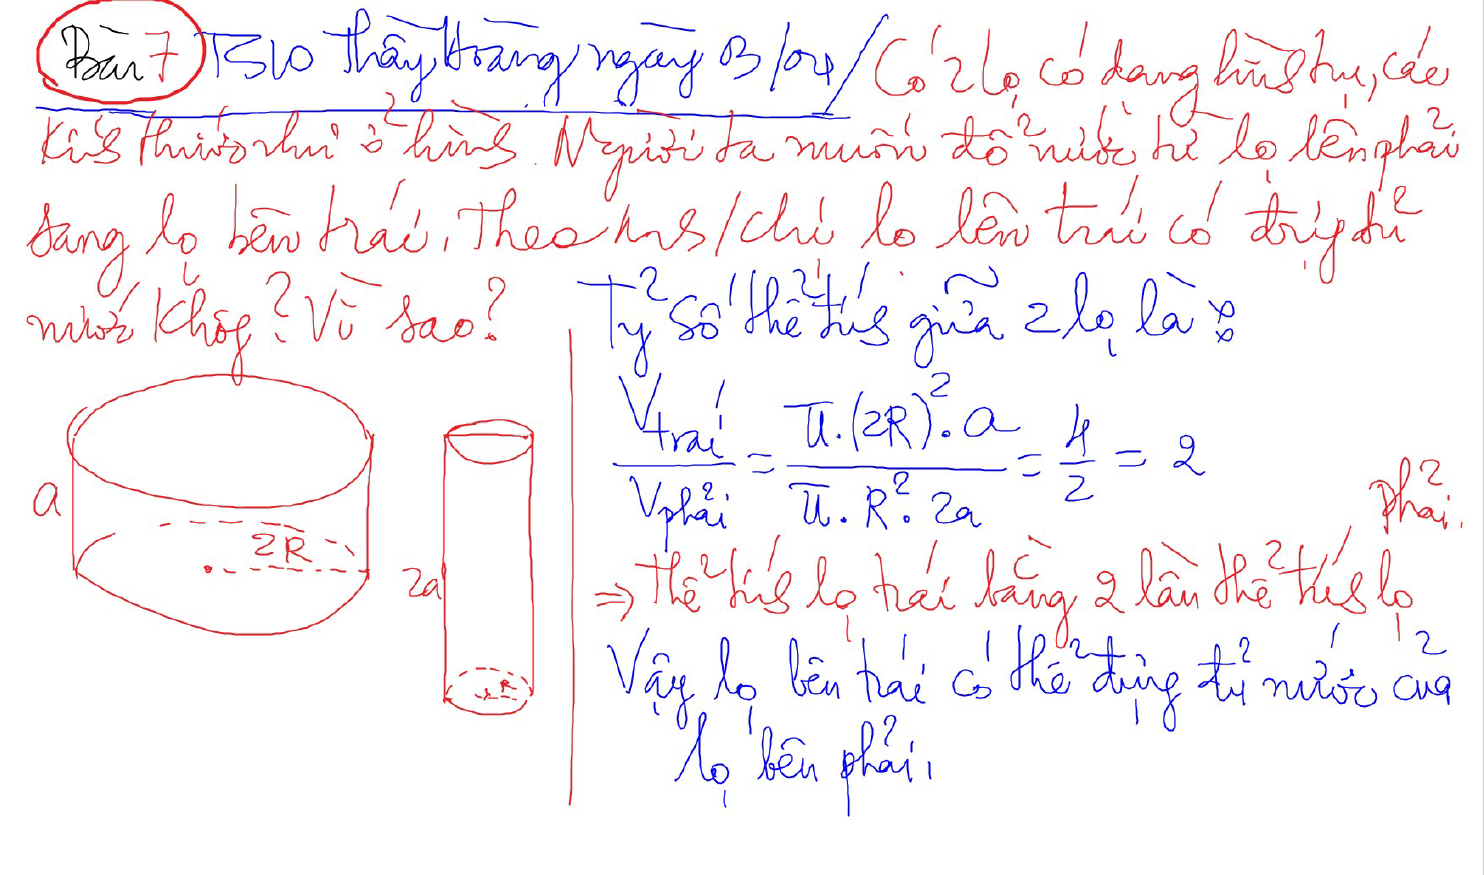 Bài 7 TS10 Thầy Hoàng ngày 03/04/ Có 2 lọ có dạng hình trụ, các
kích thước như ở hình. Người ta muốn đổ nước từ lọ bên phải
sang lọ bên trái. Theo Anh/chị lọ bên trái có đựng đủ
nước không? Vì sao?
Tỷ số thể tích giữa 2 lọ là:
V trái / V phải = π.(2R)².a / π.R².2a = 4/2 = 2
⇒ Thể tích lọ trái bằng 2 lần thể tích lọ phải.
Vậy lọ bên trái có thể đựng đủ nước của
lọ bên phải.
a
2R
2a
R